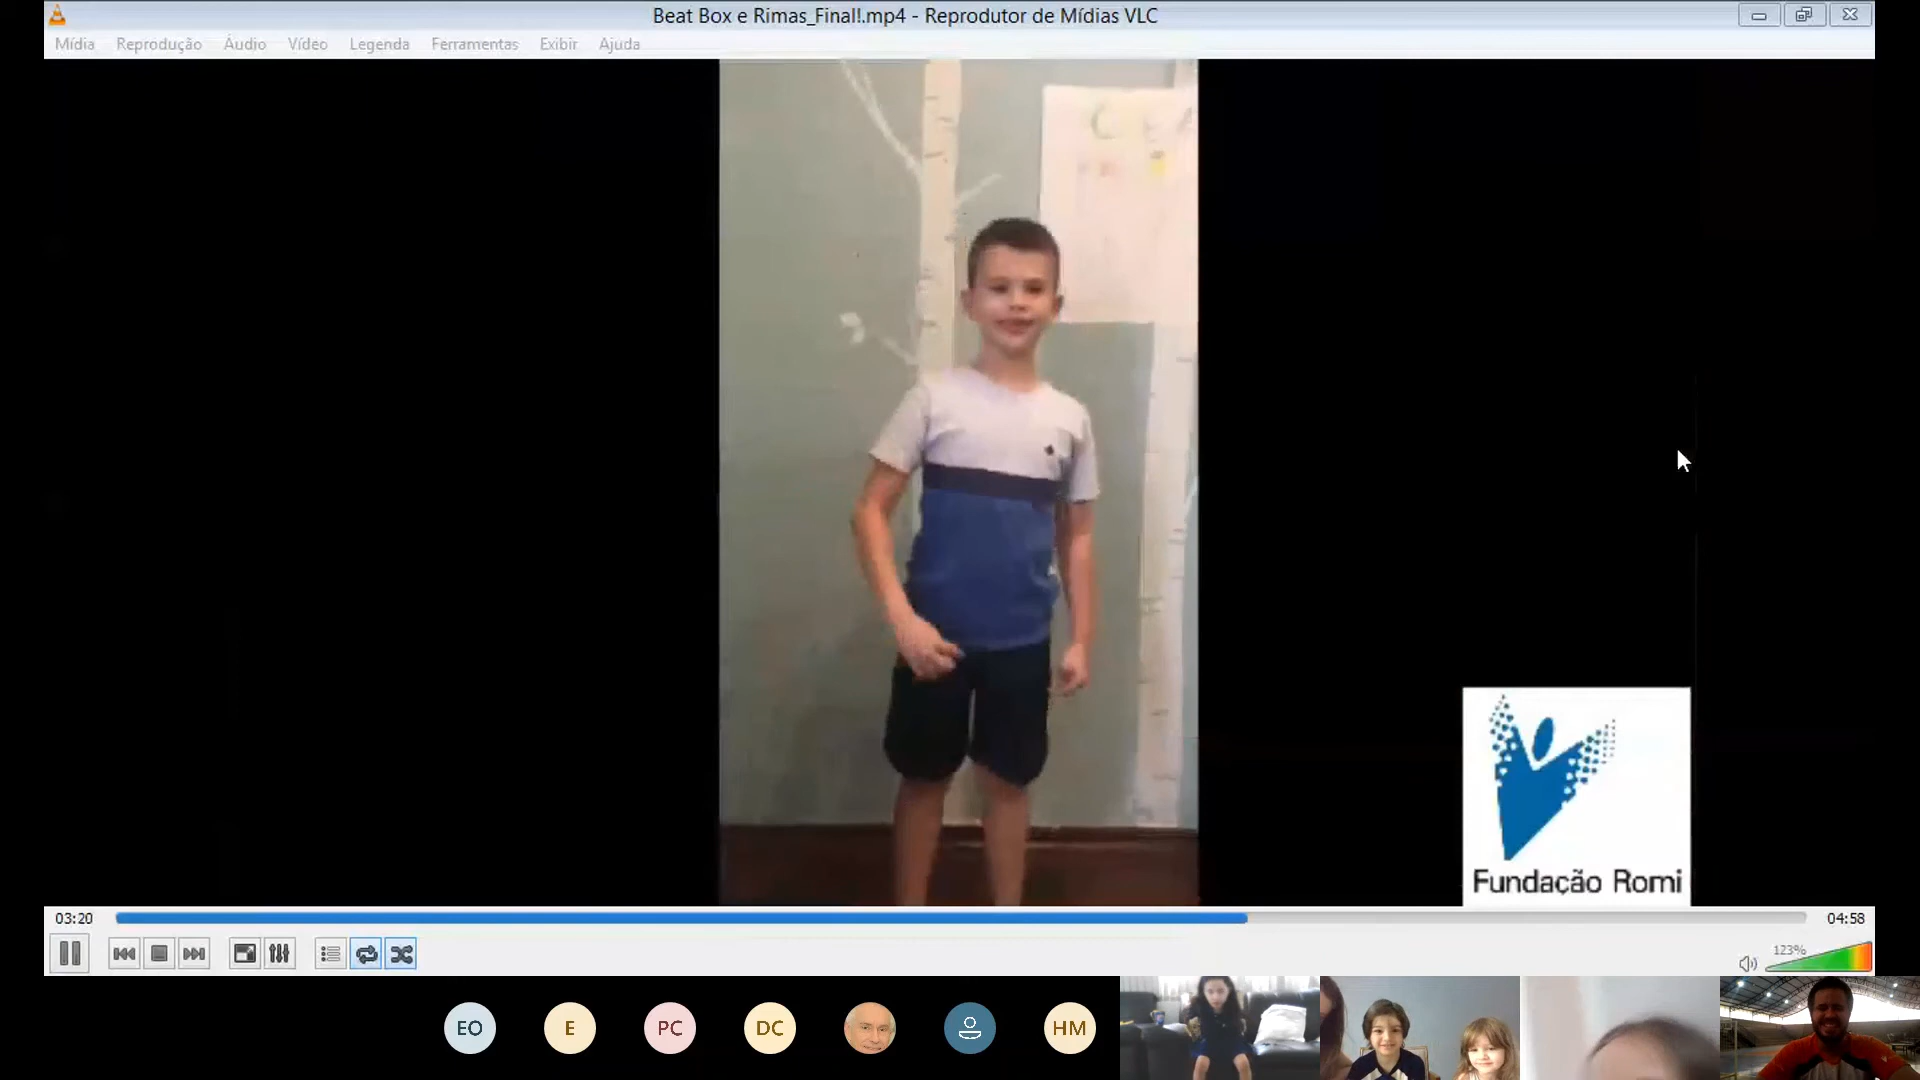 Beat Box e Rimas_Final!.mp4 - Reprodutor de Mídias VLC
Mídia Reprodução Áudio Vídeo Legenda Ferramentas Exibir Ajuda
C
Fundação Romi
03:20
04:58
123%
EO E PC DC HM